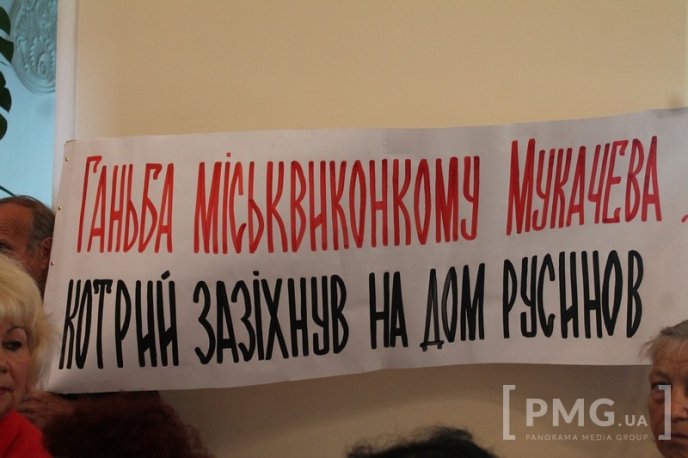 Ганьба міськвиконкому Мукачева,
котрий зазіхнув на дом русинов
[PMG.UA]
PANORAMA MEDIA GROUP